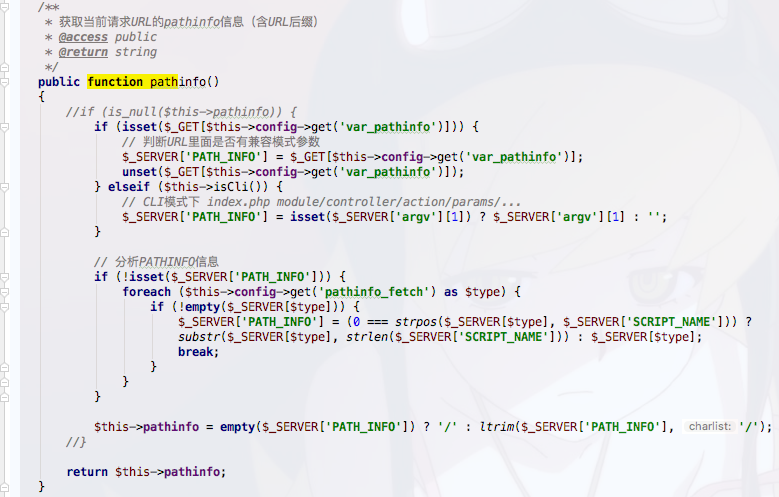 /**
 * 获取当前请求URL的pathinfo信息（含URL后缀）
 * @access public
 * @return string
 */
public function pathinfo()
{
    //if (is_null($this->pathinfo)) {
        if (isset($_GET[$this->config->get('var_pathinfo')])) {
            // 判断URL里面是否有兼容模式参数
            $_SERVER['PATH_INFO'] = $_GET[$this->config->get('var_pathinfo')];
            unset($_GET[$this->config->get('var_pathinfo')]);
        } elseif ($this->isCli()) {
            // CLI模式下 index.php module/controller/action/params/...
            $_SERVER['PATH_INFO'] = isset($_SERVER['argv'][1]) ? $_SERVER['argv'][1] : '';
        }

        // 分析PATHINFO信息
        if (!isset($_SERVER['PATH_INFO'])) {
            foreach ($this->config->get('pathinfo_fetch') as $type) {
                if (!empty($_SERVER[$type])) {
                    $_SERVER['PATH_INFO'] = (0 === strpos($_SERVER[$type], $_SERVER['SCRIPT_NAME'])) ?
                    substr($_SERVER[$type], strlen($_SERVER['SCRIPT_NAME'])) : $_SERVER[$type];
                    break;
                }
            }
        }

        $this->pathinfo = empty($_SERVER['PATH_INFO']) ? '/' : ltrim($_SERVER['PATH_INFO'], charlist: '/');
    //}

    return $this->pathinfo;
}